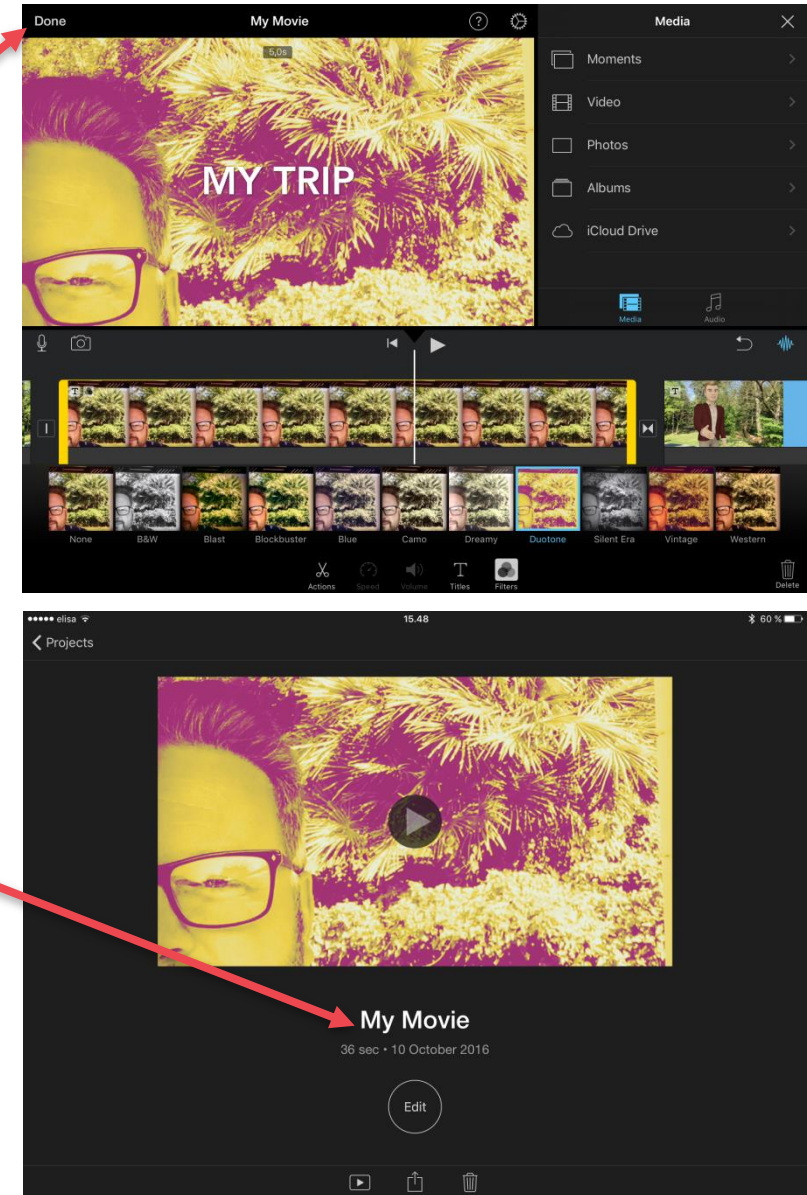 Done
My Movie
?
Media
5,0s
Moments
Video
MY TRIP
Photos
Albums
iCloud Drive
Media
Audio
T
T
None
B&W
Blast
Blockbuster
Blue
Camo
Dreamy
Duotone
Silent Era
Vintage
Western
T
Actions
Speed
Volume
Titles
Filters
Delete
elisa
15.48
60 %
Projects
My Movie
36 sec • 10 October 2016
Edit